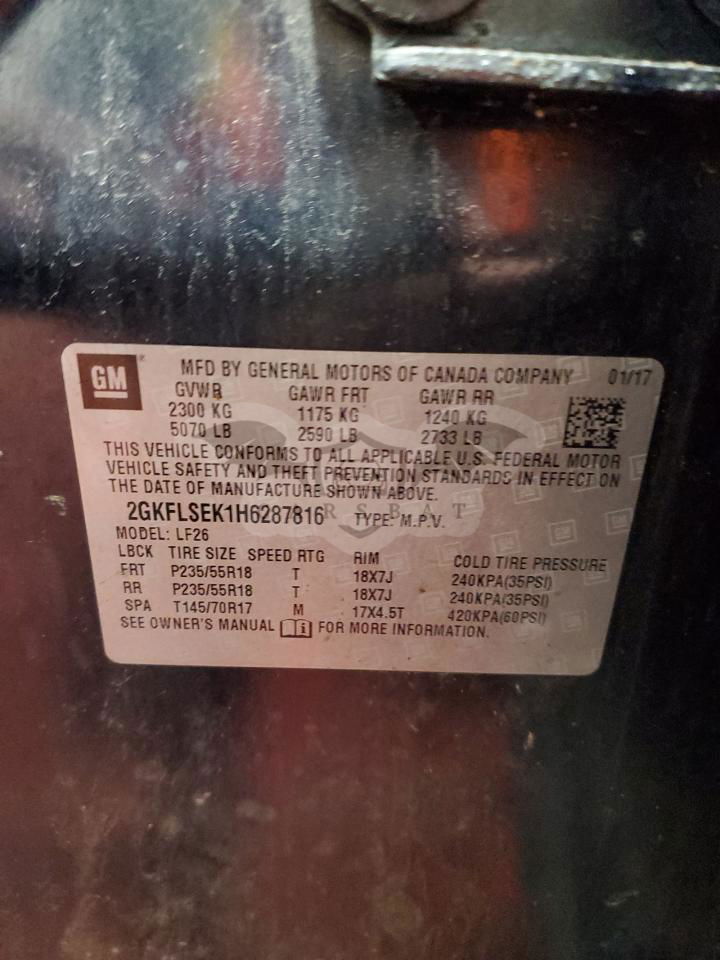 GM
MFD BY GENERAL MOTORS OF CANADA COMPANY 01/17
GVWR GAWR FRT GAWR RR
2300 KG 1175 KG 1240 KG
5070 LB 2590 LB 2733 LB
THIS VEHICLE CONFORMS TO ALL APPLICABLE U.S. FEDERAL MOTOR
VEHICLE SAFETY AND THEFT PREVENTION STANDARDS IN EFFECT ON
THE DATE OF MANUFACTURE SHOWN ABOVE.
2GKFLSEK1H6287816 TYPE: M.P.V.
MODEL: LF26
LBCK TIRE SIZE SPEED RTG RIM COLD TIRE PRESSURE
FRT P235/55R18 T 18X7J 240KPA(35PSI)
RR P235/55R18 T 18X7J 240KPA(35PSI)
SPA T145/70R17 M 17X4.5T 420KPA(60PSI)
SEE OWNER'S MANUAL FOR MORE INFORMATION.